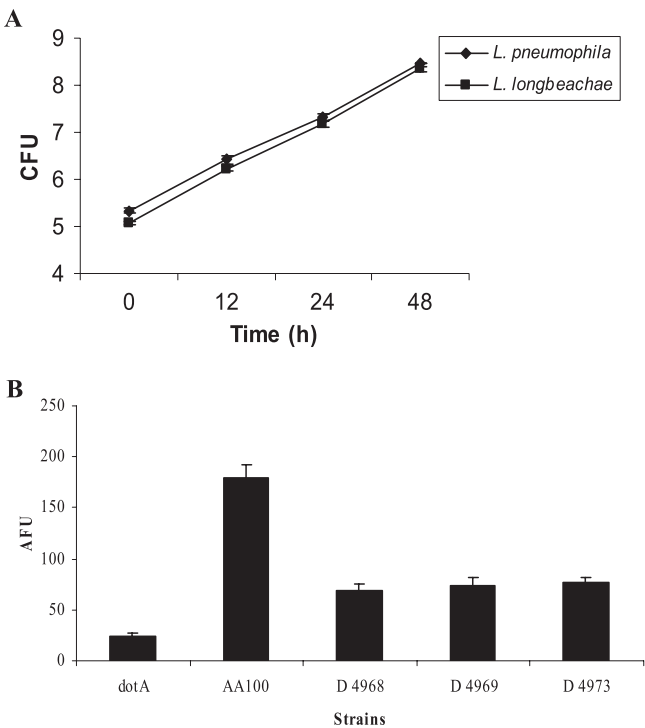 A
9
8
7
6
5
4
CFU
0 12 24 48
Time (h)
L. pneumophila
L. longbeachae
B
250
200
150
100
50
0
AFU
dotA AA100 D 4968 D 4969 D 4973
Strains